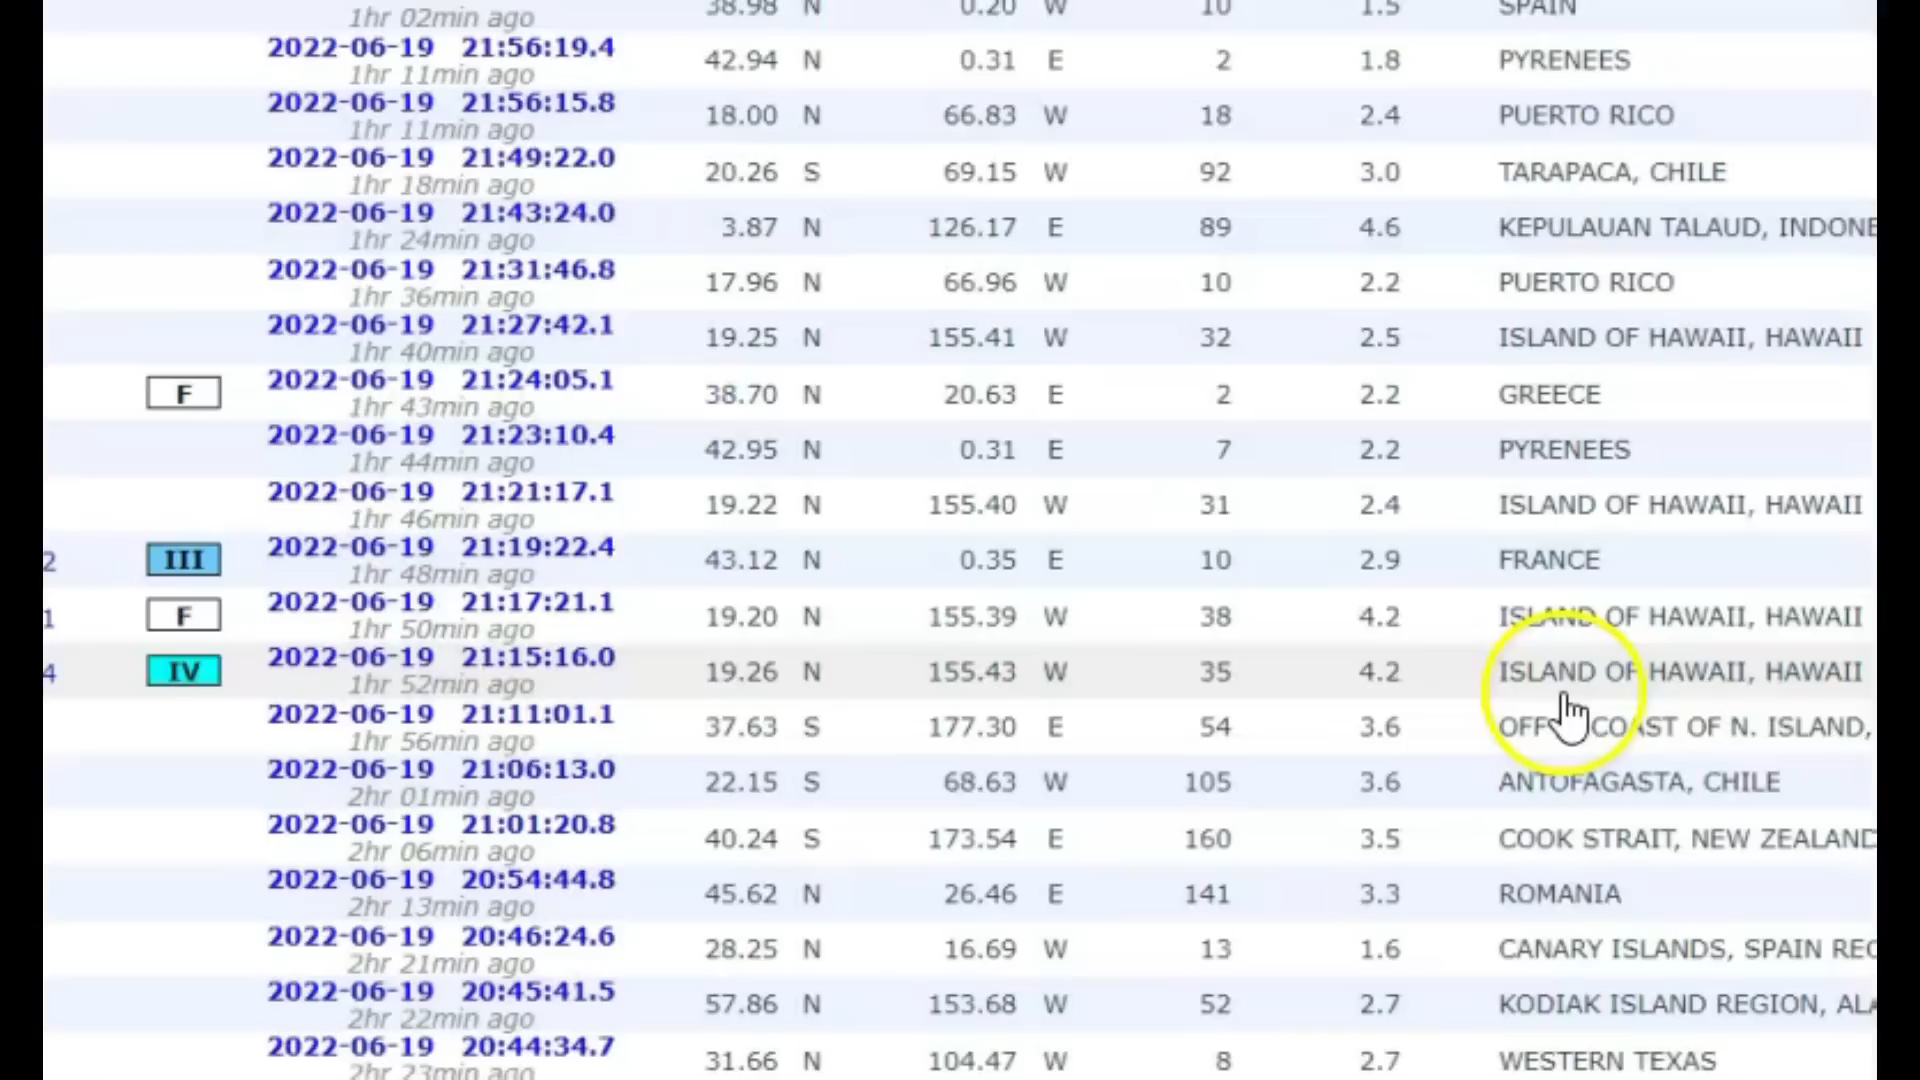 1hr 02min ago 38.98 N 0.20 W 10 1.5 SPAIN
2022-06-19 21:56:19.4 42.94 N 0.31 E 2 1.8 PYRENEES
1hr 11min ago
2022-06-19 21:56:15.8 18.00 N 66.83 W 18 2.4 PUERTO RICO
1hr 11min ago
2022-06-19 21:49:22.0 20.26 S 69.15 W 92 3.0 TARAPACA, CHILE
1hr 18min ago
2022-06-19 21:43:24.0 3.87 N 126.17 E 89 4.6 KEPULAUAN TALAUD, INDONE
1hr 24min ago
2022-06-19 21:31:46.8 17.96 N 66.96 W 10 2.2 PUERTO RICO
1hr 36min ago
2022-06-19 21:27:42.1 19.25 N 155.41 W 32 2.5 ISLAND OF HAWAII, HAWAII
1hr 40min ago
F 2022-06-19 21:24:05.1 38.70 N 20.63 E 2 2.2 GREECE
1hr 43min ago
2022-06-19 21:23:10.4 42.95 N 0.31 E 7 2.2 PYRENEES
1hr 44min ago
2022-06-19 21:21:17.1 19.22 N 155.40 W 31 2.4 ISLAND OF HAWAII, HAWAII
1hr 46min ago
2 III 2022-06-19 21:19:22.4 43.12 N 0.35 E 10 2.9 FRANCE
1hr 48min ago
1 F 2022-06-19 21:17:21.1 19.20 N 155.39 W 38 4.2 ISLAND OF HAWAII, HAWAII
1hr 50min ago
4 IV 2022-06-19 21:15:16.0 19.26 N 155.43 W 35 4.2 ISLAND OF HAWAII, HAWAII
1hr 52min ago
2022-06-19 21:11:01.1 37.63 S 177.30 E 54 3.6 OFF COAST OF N. ISLAND,
1hr 56min ago
2022-06-19 21:06:13.0 22.15 S 68.63 W 105 3.6 ANTOFAGASTA, CHILE
2hr 01min ago
2022-06-19 21:01:20.8 40.24 S 173.54 E 160 3.5 COOK STRAIT, NEW ZEALAND
2hr 06min ago
2022-06-19 20:54:44.8 45.62 N 26.46 E 141 3.3 ROMANIA
2hr 13min ago
2022-06-19 20:46:24.6 28.25 N 16.69 W 13 1.6 CANARY ISLANDS, SPAIN REG
2hr 21min ago
2022-06-19 20:45:41.5 57.86 N 153.68 W 52 2.7 KODIAK ISLAND REGION, ALA
2hr 22min ago
2022-06-19 20:44:34.7 31.66 N 104.47 W 8 2.7 WESTERN TEXAS
2hr 23min ago